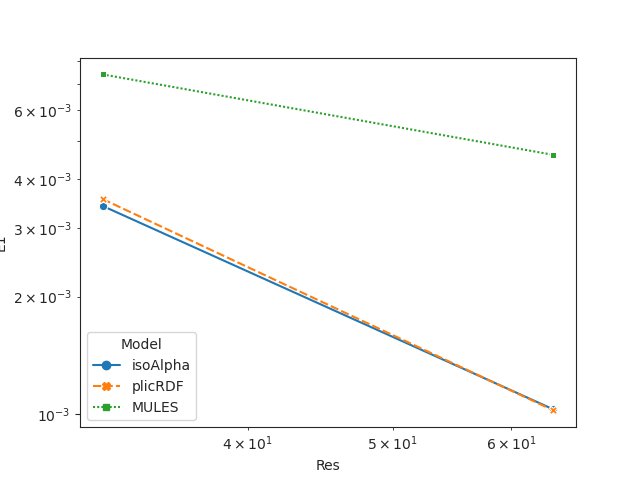 6 × 10⁻³
4 × 10⁻³
3 × 10⁻³
2 × 10⁻³
10⁻³
Model
isoAlpha
plicRDF
MULES
4 × 10¹
5 × 10¹
6 × 10¹
Res